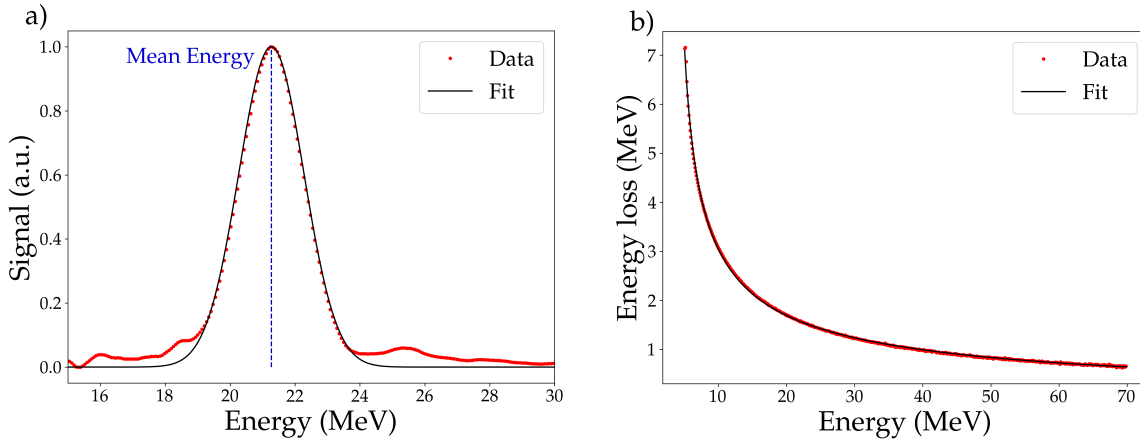 a)
Mean Energy
Data
Fit
1.0
0.8
0.6
0.4
0.2
0.0
Signal (a.u.)
16 18 20 22 24 26 28 30
Energy (MeV)
b)
Data
Fit
7
6
5
4
3
2
1
Energy loss (MeV)
10 20 30 40 50 60 70
Energy (MeV)